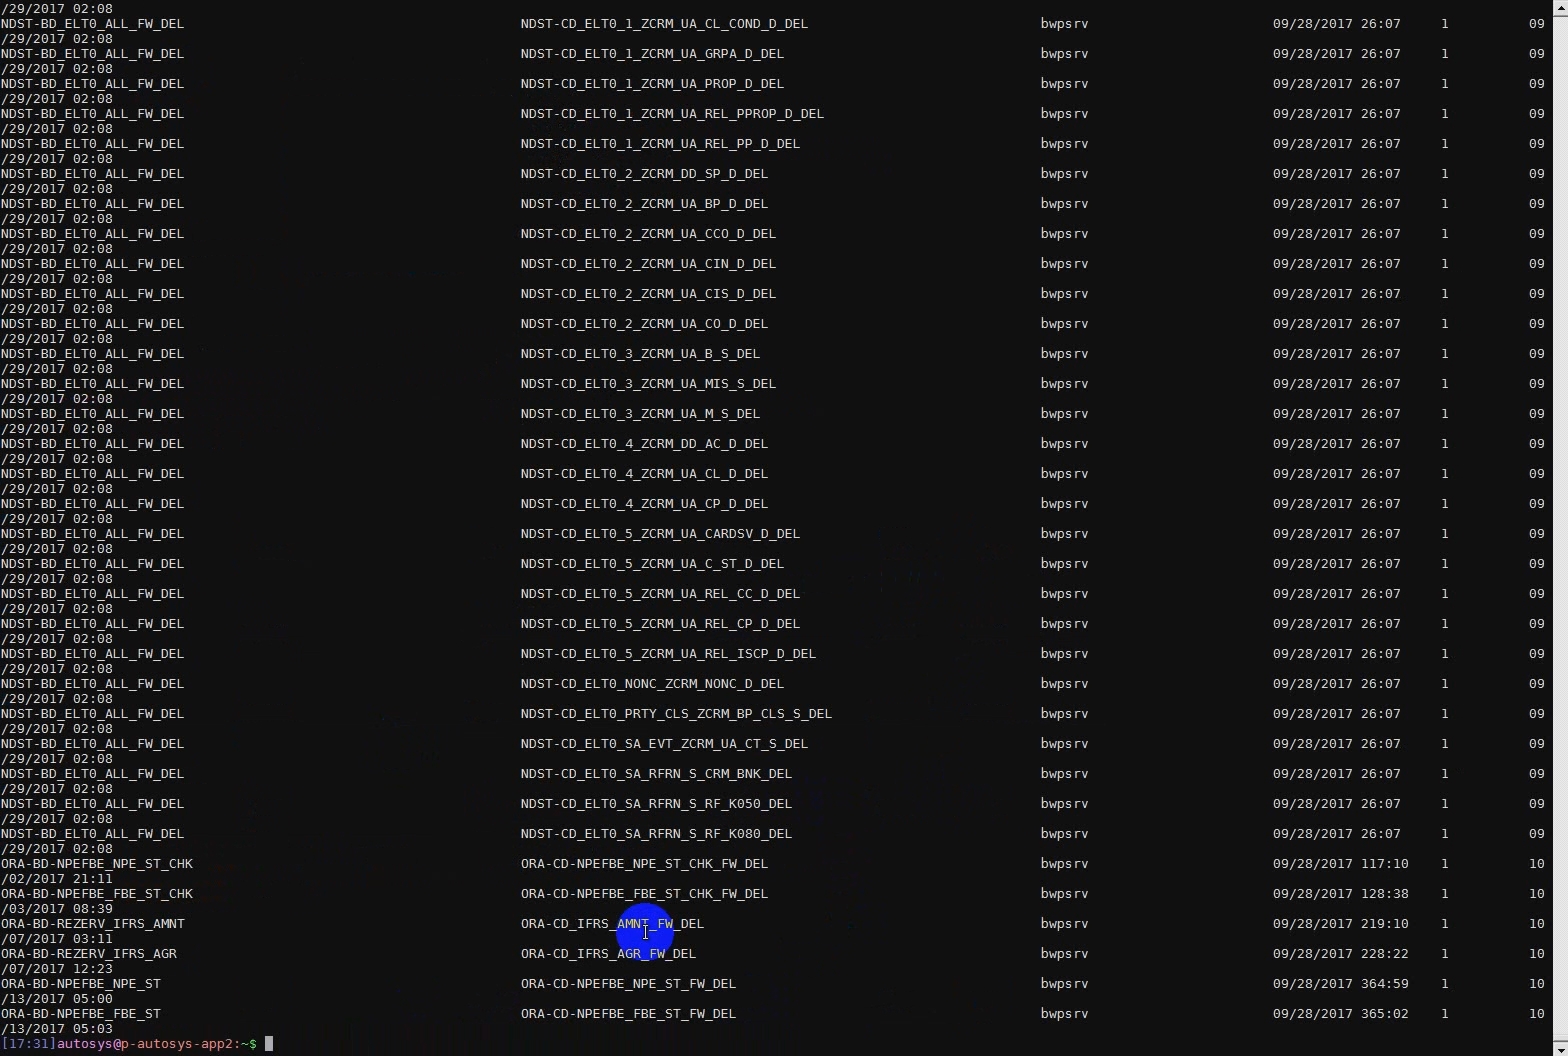 /29/2017 02:08
NDST-BD_ELT0_ALL_FW_DEL NDST-CD_ELT0_1_ZCRM_UA_CL_COND_D_DEL bwpsrv 09/28/2017 26:07 1 09
/29/2017 02:08
NDST-BD_ELT0_ALL_FW_DEL NDST-CD_ELT0_1_ZCRM_UA_GRPA_D_DEL bwpsrv 09/28/2017 26:07 1 09
/29/2017 02:08
NDST-BD_ELT0_ALL_FW_DEL NDST-CD_ELT0_1_ZCRM_UA_PROP_D_DEL bwpsrv 09/28/2017 26:07 1 09
/29/2017 02:08
NDST-BD_ELT0_ALL_FW_DEL NDST-CD_ELT0_1_ZCRM_UA_REL_PPROP_D_DEL bwpsrv 09/28/2017 26:07 1 09
/29/2017 02:08
NDST-BD_ELT0_ALL_FW_DEL NDST-CD_ELT0_1_ZCRM_UA_REL_PP_D_DEL bwpsrv 09/28/2017 26:07 1 09
/29/2017 02:08
NDST-BD_ELT0_ALL_FW_DEL NDST-CD_ELT0_2_ZCRM_DD_SP_D_DEL bwpsrv 09/28/2017 26:07 1 09
/29/2017 02:08
NDST-BD_ELT0_ALL_FW_DEL NDST-CD_ELT0_2_ZCRM_UA_BP_D_DEL bwpsrv 09/28/2017 26:07 1 09
/29/2017 02:08
NDST-BD_ELT0_ALL_FW_DEL NDST-CD_ELT0_2_ZCRM_UA_CCO_D_DEL bwpsrv 09/28/2017 26:07 1 09
/29/2017 02:08
NDST-BD_ELT0_ALL_FW_DEL NDST-CD_ELT0_2_ZCRM_UA_CIN_D_DEL bwpsrv 09/28/2017 26:07 1 09
/29/2017 02:08
NDST-BD_ELT0_ALL_FW_DEL NDST-CD_ELT0_2_ZCRM_UA_CIS_D_DEL bwpsrv 09/28/2017 26:07 1 09
/29/2017 02:08
NDST-BD_ELT0_ALL_FW_DEL NDST-CD_ELT0_2_ZCRM_UA_CO_D_DEL bwpsrv 09/28/2017 26:07 1 09
/29/2017 02:08
NDST-BD_ELT0_ALL_FW_DEL NDST-CD_ELT0_3_ZCRM_UA_B_S_DEL bwpsrv 09/28/2017 26:07 1 09
/29/2017 02:08
NDST-BD_ELT0_ALL_FW_DEL NDST-CD_ELT0_3_ZCRM_UA_MIS_S_DEL bwpsrv 09/28/2017 26:07 1 09
/29/2017 02:08
NDST-BD_ELT0_ALL_FW_DEL NDST-CD_ELT0_3_ZCRM_UA_M_S_DEL bwpsrv 09/28/2017 26:07 1 09
/29/2017 02:08
NDST-BD_ELT0_ALL_FW_DEL NDST-CD_ELT0_4_ZCRM_DD_AC_D_DEL bwpsrv 09/28/2017 26:07 1 09
/29/2017 02:08
NDST-BD_ELT0_ALL_FW_DEL NDST-CD_ELT0_4_ZCRM_UA_CL_D_DEL bwpsrv 09/28/2017 26:07 1 09
/29/2017 02:08
NDST-BD_ELT0_ALL_FW_DEL NDST-CD_ELT0_4_ZCRM_UA_CP_D_DEL bwpsrv 09/28/2017 26:07 1 09
/29/2017 02:08
NDST-BD_ELT0_ALL_FW_DEL NDST-CD_ELT0_5_ZCRM_UA_CARDSV_D_DEL bwpsrv 09/28/2017 26:07 1 09
/29/2017 02:08
NDST-BD_ELT0_ALL_FW_DEL NDST-CD_ELT0_5_ZCRM_UA_C_ST_D_DEL bwpsrv 09/28/2017 26:07 1 09
/29/2017 02:08
NDST-BD_ELT0_ALL_FW_DEL NDST-CD_ELT0_5_ZCRM_UA_REL_CC_D_DEL bwpsrv 09/28/2017 26:07 1 09
/29/2017 02:08
NDST-BD_ELT0_ALL_FW_DEL NDST-CD_ELT0_5_ZCRM_UA_REL_CP_D_DEL bwpsrv 09/28/2017 26:07 1 09
/29/2017 02:08
NDST-BD_ELT0_ALL_FW_DEL NDST-CD_ELT0_5_ZCRM_UA_REL_ISCP_D_DEL bwpsrv 09/28/2017 26:07 1 09
/29/2017 02:08
NDST-BD_ELT0_ALL_FW_DEL NDST-CD_ELT0_NONC_ZCRM_NONC_D_DEL bwpsrv 09/28/2017 26:07 1 09
/29/2017 02:08
NDST-BD_ELT0_ALL_FW_DEL NDST-CD_ELT0_PRTY_CLS_ZCRM_BP_CLS_S_DEL bwpsrv 09/28/2017 26:07 1 09
/29/2017 02:08
NDST-BD_ELT0_ALL_FW_DEL NDST-CD_ELT0_SA_EVT_ZCRM_UA_CT_S_DEL bwpsrv 09/28/2017 26:07 1 09
/29/2017 02:08
NDST-BD_ELT0_ALL_FW_DEL NDST-CD_ELT0_SA_RFRN_S_CRM_BNK_DEL bwpsrv 09/28/2017 26:07 1 09
/29/2017 02:08
NDST-BD_ELT0_ALL_FW_DEL NDST-CD_ELT0_SA_RFRN_S_RF_K050_DEL bwpsrv 09/28/2017 26:07 1 09
/29/2017 02:08
NDST-BD_ELT0_ALL_FW_DEL NDST-CD_ELT0_SA_RFRN_S_RF_K080_DEL bwpsrv 09/28/2017 26:07 1 09
/29/2017 02:08
ORA-BD-NPEFBE_NPE_ST_CHK ORA-CD-NPEFBE_NPE_ST_CHK_FW_DEL bwpsrv 09/28/2017 117:10 1 10
/02/2017 21:11
ORA-BD-NPEFBE_FBE_ST_CHK ORA-CD-NPEFBE_FBE_ST_CHK_FW_DEL bwpsrv 09/28/2017 128:38 1 10
/03/2017 08:39
ORA-BD-REZERV_IFRS_AMNT ORA-CD_IFRS_AMNT_FW_DEL bwpsrv 09/28/2017 219:10 1 10
/07/2017 03:11
ORA-BD-REZERV_IFRS_AGR ORA-CD_IFRS_AGR_FW_DEL bwpsrv 09/28/2017 228:22 1 10
/07/2017 12:23
ORA-BD-NPEFBE_NPE_ST ORA-CD-NPEFBE_NPE_ST_FW_DEL bwpsrv 09/28/2017 364:59 1 10
/13/2017 05:00
ORA-BD-NPEFBE_FBE_ST ORA-CD-NPEFBE_FBE_ST_FW_DEL bwpsrv 09/28/2017 365:02 1 10
/13/2017 05:03
[17:31]autosys@p-autosys-app2:~$